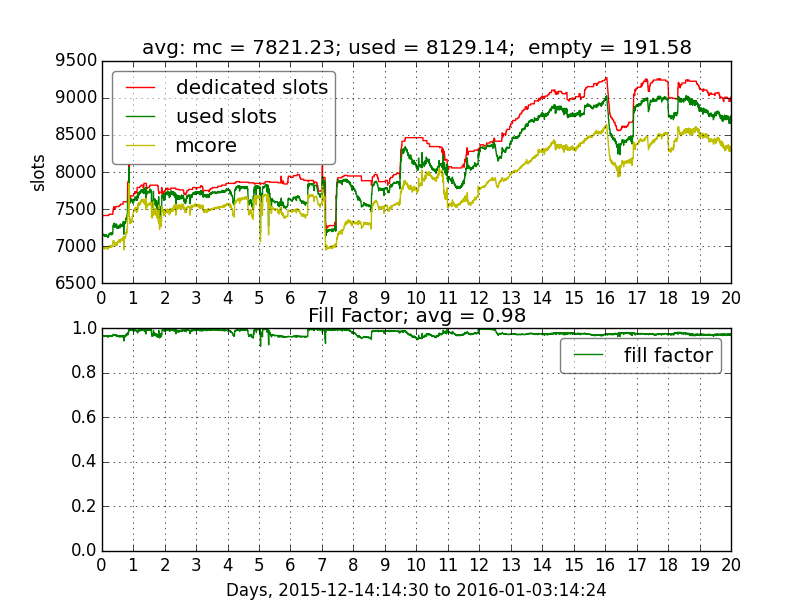 avg: mc = 7821.23; used = 8129.14;  empty = 191.58
9500
9000
8500
8000
7500
7000
6500
slots
dedicated slots
used slots
mcore
0 1 2 3 4 5 6 7 8 9 10 11 12 13 14 15 16 17 18 19 20
Fill Factor; avg = 0.98
1.0
0.8
0.6
0.4
0.2
0.0
fill factor
0 1 2 3 4 5 6 7 8 9 10 11 12 13 14 15 16 17 18 19 20
Days, 2015-12-14:14:30 to 2016-01-03:14:24